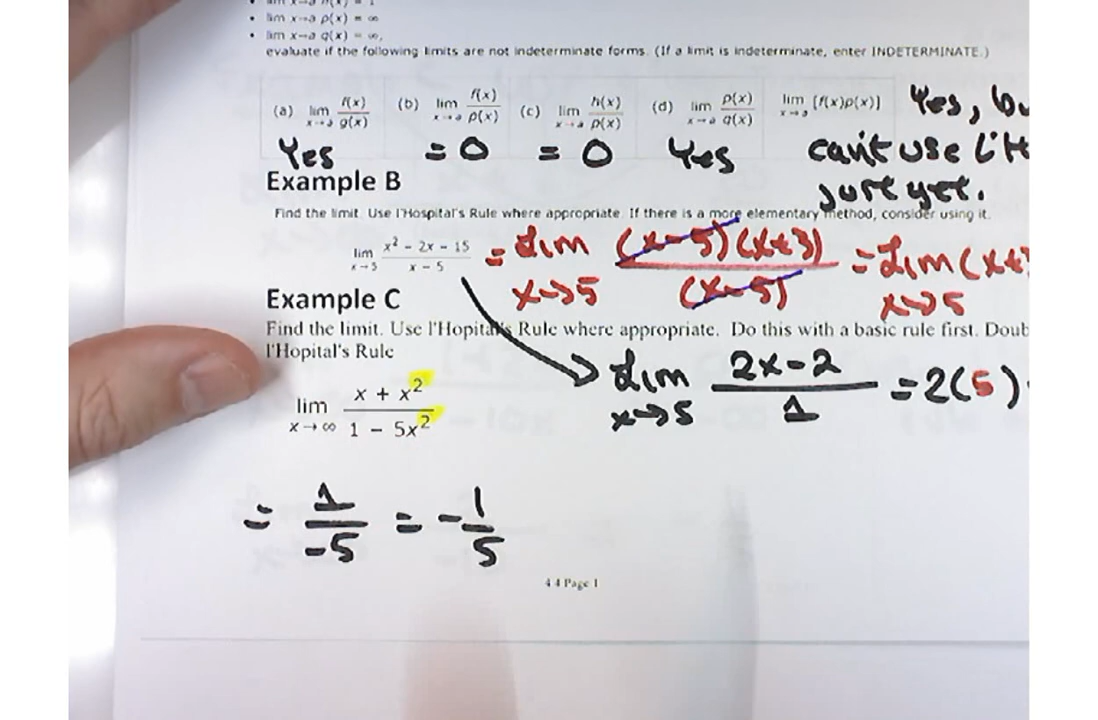 • lim x→a h(x) = 1
• lim x→a p(x) = ∞
• lim x→a q(x) = ∞,
evaluate if the following limits are not indeterminate forms. (If a limit is indeterminate, enter INDETERMINATE.)
(a) lim x→a f(x)/g(x) (b) lim x→a f(x)/p(x) (c) lim x→a h(x)/p(x) (d) lim x→a p(x)/q(x) lim x→a [f(x)p(x)] Yes,
Yes = 0 = 0 Yes can't use
Example B yet.
Find the limit. Use l'Hospital's Rule where appropriate. If there is a more elementary method, consider using it.
lim x→5 (x² − 2x − 15)/(x − 5) = Lim x→5 (x-5)(x+3)/(x-5) = Lim x→5 (x+
Example C
Find the limit. Use l'Hopital's Rule where appropriate. Do this with a basic rule first. Doub
l'Hopital's Rule
Lim x→5 (2x-2)/1 = 2(5)
lim x→∞ (x + x²)/(1 − 5x²)
= 1/-5 = -1/5
4.4 Page 1